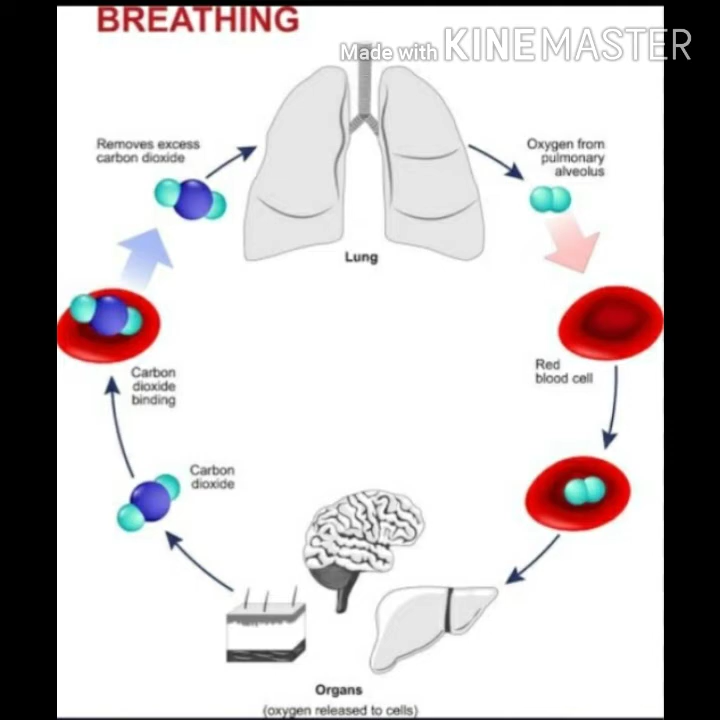 BREATHING
Made with KINEMASTER
Removes excess
carbon dioxide
Oxygen from
pulmonary
alveolus
Lung
Red
blood cell
Carbon
dioxide
binding
Carbon
dioxide
Organs
(oxygen released to cells)